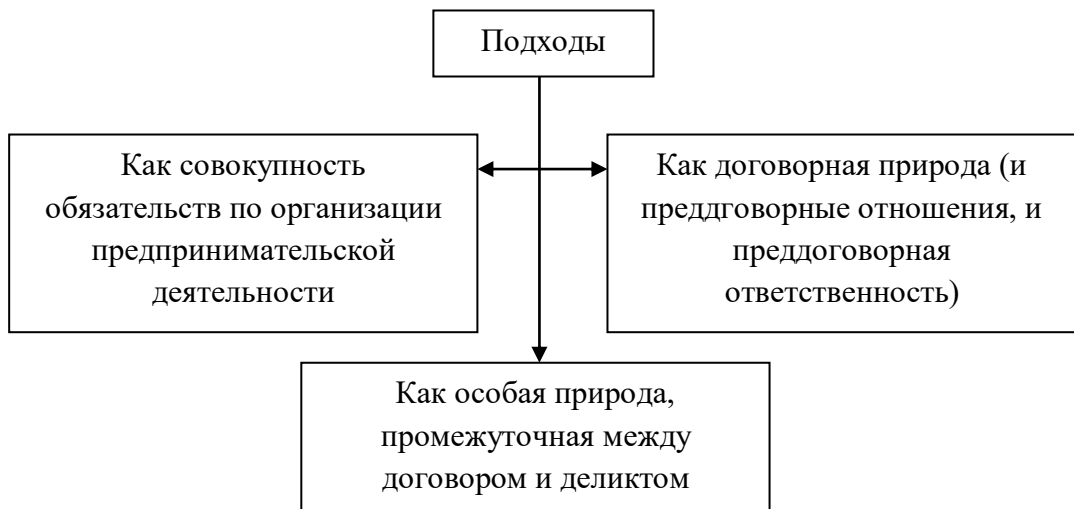 Подходы
Как совокупность
обязательств по организации
предпринимательской
деятельности
Как договорная природа (и
преддговорные отношения, и
преддоговорная
ответственность)
Как особая природа,
промежуточная между
договором и деликтом